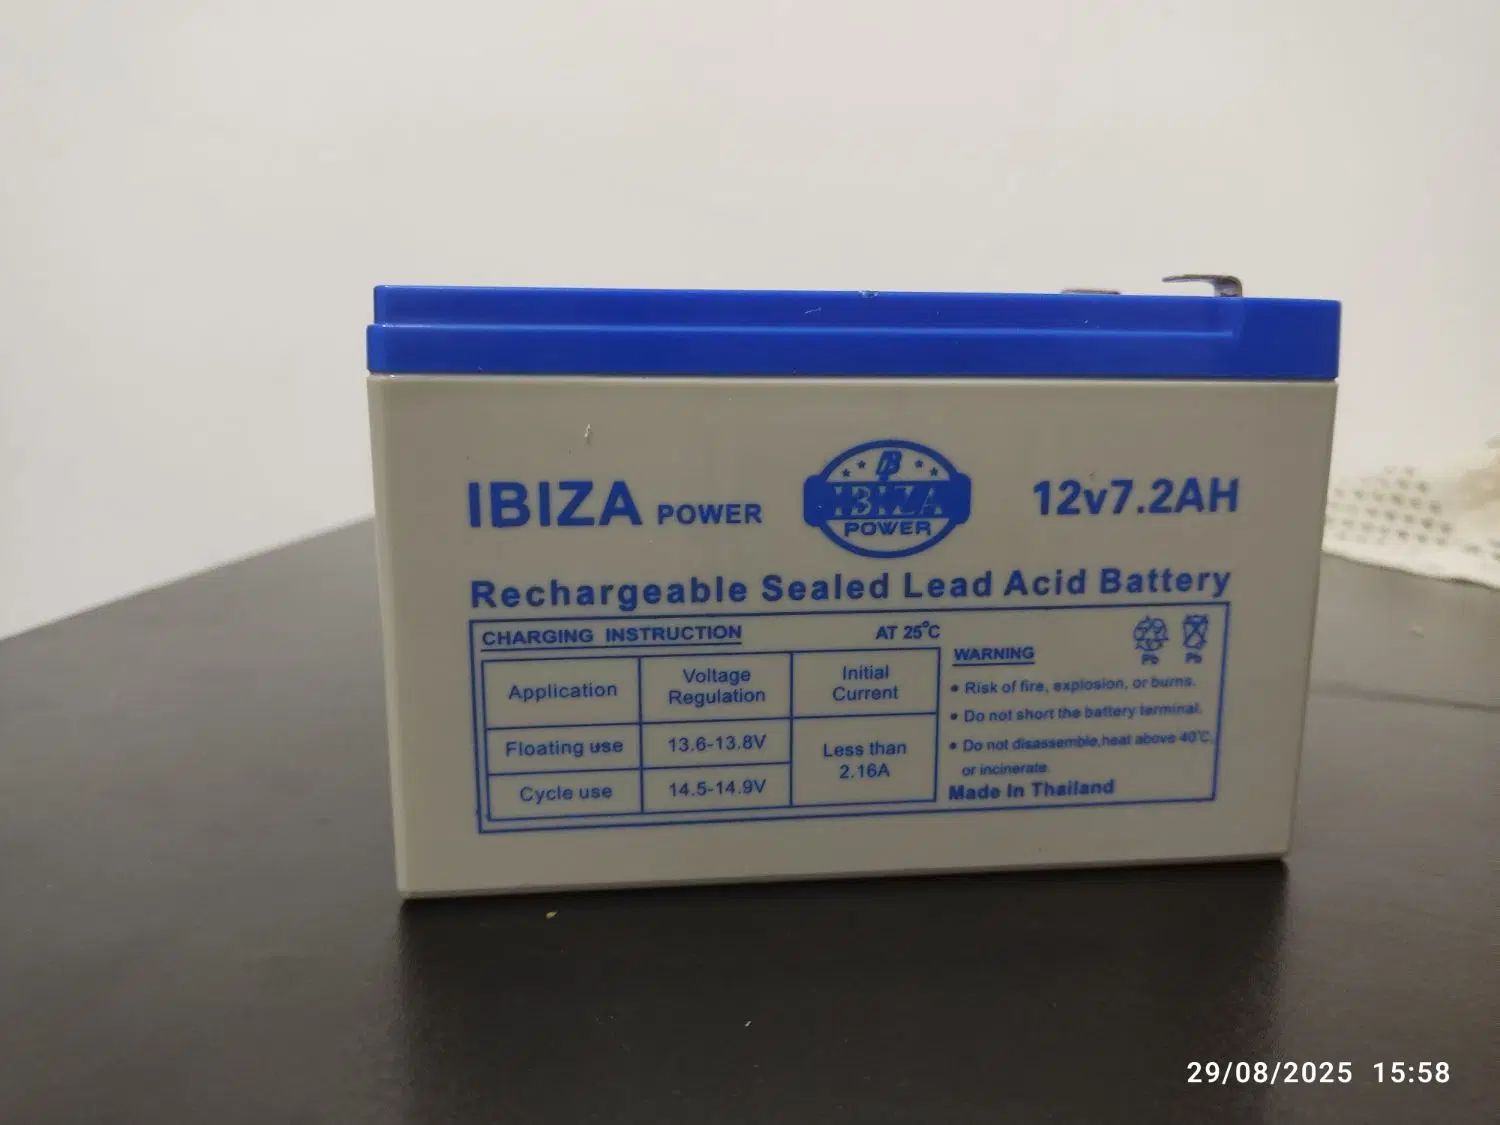 IBIZA POWER
IBIZA
POWER
12v7.2AH
Rechargeable Sealed Lead Acid Battery
CHARGING INSTRUCTION AT 25°C
Application Voltage Regulation Initial Current
Floating use 13.6-13.8V Less than 2.16A
Cycle use 14.5-14.9V
WARNING
Pb Pb
• Risk of fire, explosion, or burns.
• Do not short the battery terminal.
• Do not disassemble,heat above 40°C,
or incinerate.
Made In Thailand
29/08/2025 15:58